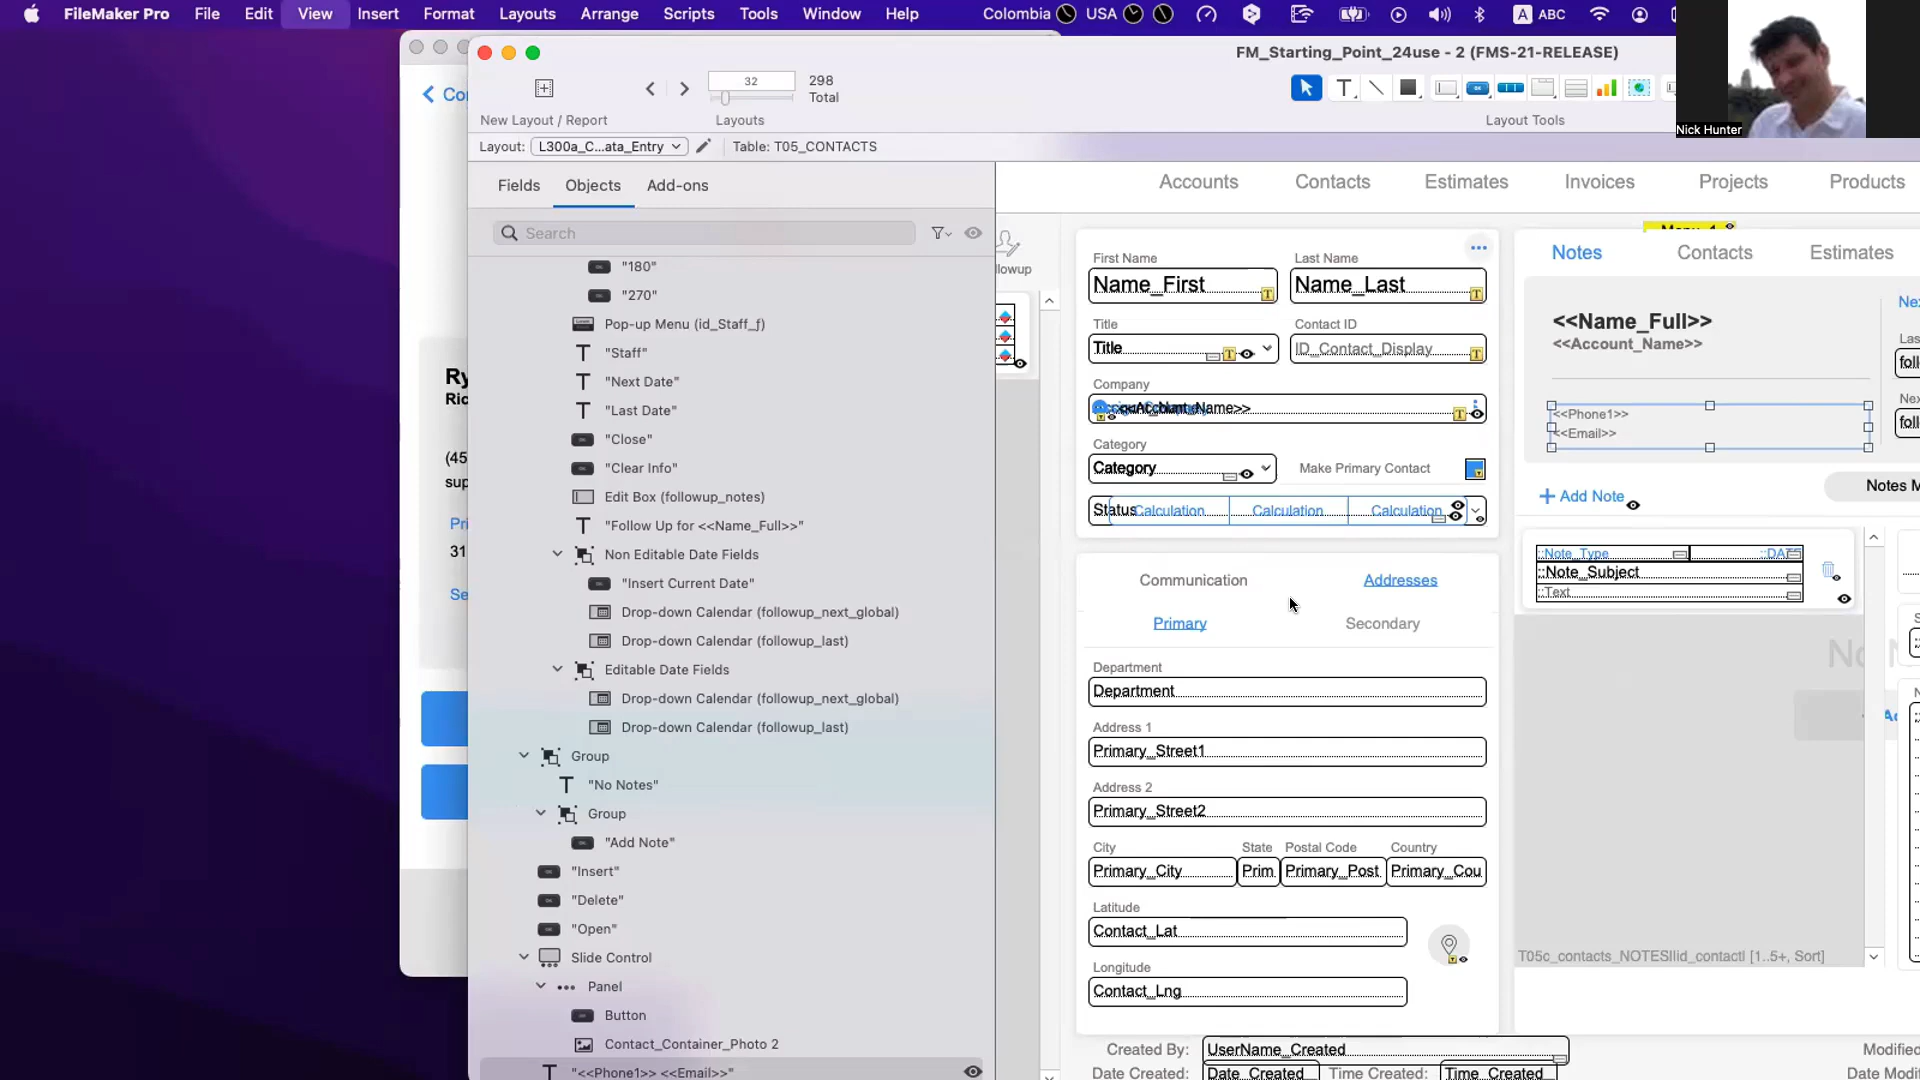 FileMaker Pro File Edit View Insert Format Layouts Arrange Scripts Tools Window Help Colombia USA A ABC
FM_Starting_Point_24use - 2 (FMS-21-RELEASE)
32
298
Total
New Layout / Report
Layouts
Layout Tools
Nick Hunter
Layout: L300a_C...ata_Entry
Table: T05_CONTACTS
Fields Objects Add-ons
Search
"180"
"270"
Pop-up Menu (id_Staff_ƒ)
"Staff"
"Next Date"
"Last Date"
"Close"
"Clear Info"
Edit Box (followup_notes)
"Follow Up for <<Name_Full>>"
Non Editable Date Fields
"Insert Current Date"
Drop-down Calendar (followup_next_global)
Drop-down Calendar (followup_last)
Editable Date Fields
Drop-down Calendar (followup_next_global)
Drop-down Calendar (followup_last)
Group
"No Notes"
Group
"Add Note"
"Insert"
"Delete"
"Open"
Slide Control
Panel
Button
Contact_Container_Photo 2
"<<Phone1>> <<Email>>"
Accounts Contacts Estimates Invoices Projects Products
First Name
Last Name
Name_First
Name_Last
Title
Contact ID
Title
ID_Contact_Display
Company
Category
Category
Make Primary Contact
Status
Calculation Calculation Calculation
Communication Addresses
Primary Secondary
Department
Department
Address 1
Primary_Street1
Address 2
Primary_Street2
City State Postal Code Country
Primary_City Prim Primary_Post Primary_Cou
Latitude
Contact_Lat
Longitude
Contact_Lng
Created By: UserName_Created
Date Created: Date_Created Time Created: Time_Created
Notes Contacts Estimates
<<Name_Full>>
<<Account_Name>>
<<Phone1>>
<<Email>>
Add Note
Notes M
::Note_Type
::DATE
::Note_Subject
::Text
T05c_contacts_NOTES||id_contact| [1..5+, Sort]
Modified
Date Mod